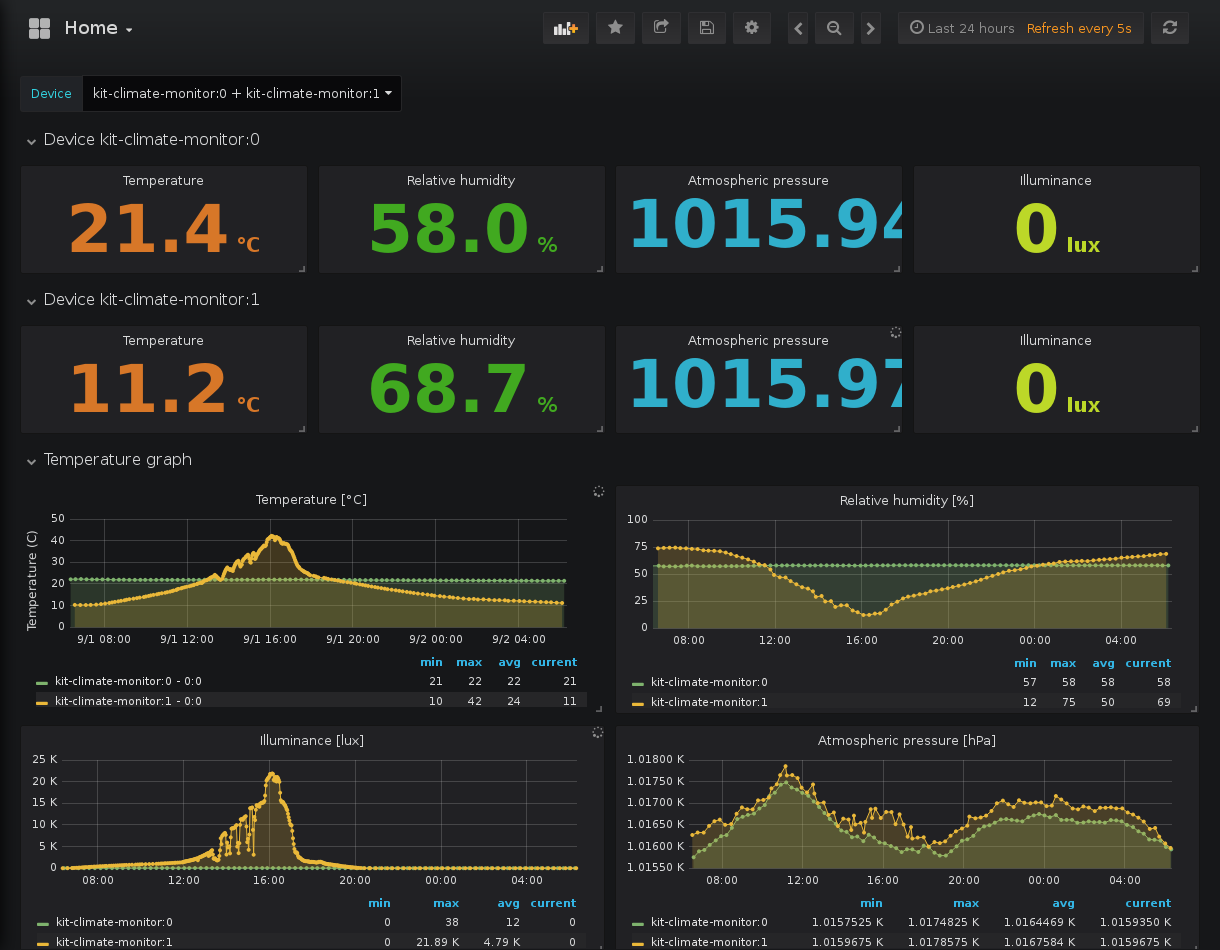 Home
Last 24 hours Refresh every 5s
Device kit-climate-monitor:0 + kit-climate-monitor:1
Device kit-climate-monitor:0
Temperature Relative humidity Atmospheric pressure Illuminance
21.4 °C 58.0 % 1015.94 0 lux
Device kit-climate-monitor:1
Temperature Relative humidity Atmospheric pressure Illuminance
11.2 °C 68.7 % 1015.97 0 lux
Temperature graph
Temperature [°C]
Temperature (C)
50
40
30
20
10
0
9/1 08:00 9/1 12:00 9/1 16:00 9/1 20:00 9/2 00:00 9/2 04:00
min max avg current
kit-climate-monitor:0 - 0:0 21 22 22 21
kit-climate-monitor:1 - 0:0 10 42 24 11
Relative humidity [%]
100
75
50
25
0
08:00 12:00 16:00 20:00 00:00 04:00
min max avg current
kit-climate-monitor:0 57 58 58 58
kit-climate-monitor:1 12 75 50 69
Illuminance [lux]
25 K
20 K
15 K
10 K
5 K
0
08:00 12:00 16:00 20:00 00:00 04:00
min max avg current
kit-climate-monitor:0 0 38 12 0
kit-climate-monitor:1 0 21.89 K 4.79 K 0
Atmospheric pressure [hPa]
1.01800 K
1.01750 K
1.01700 K
1.01650 K
1.01600 K
1.01550 K
08:00 12:00 16:00 20:00 00:00 04:00
min max avg current
kit-climate-monitor:0 1.0157525 K 1.0174825 K 1.0164469 K 1.0159350 K
kit-climate-monitor:1 1.0159675 K 1.0178575 K 1.0167584 K 1.0159675 K